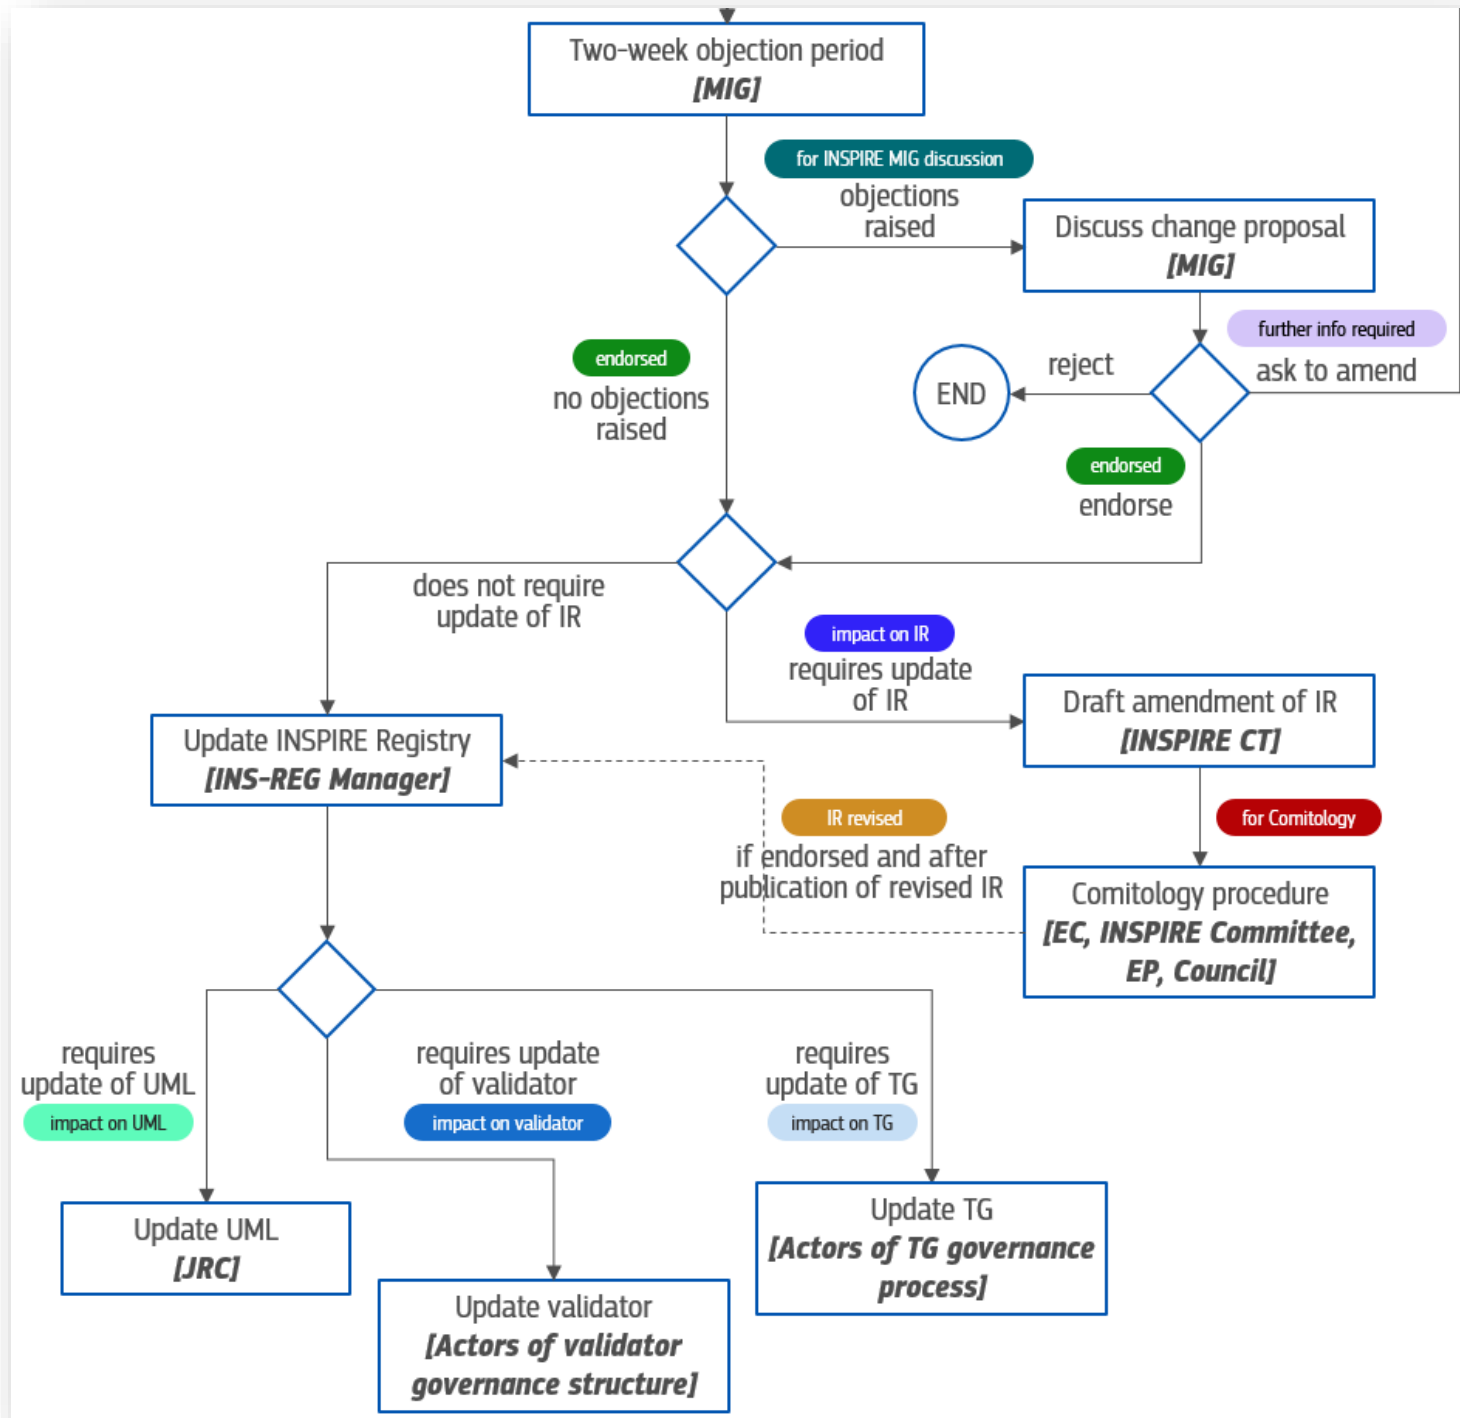 Two-week objection period
[MIG]
for INSPIRE MIG discussion
objections
raised
Discuss change proposal
[MIG]
further info required
ask to amend
reject
END
endorsed
no objections
raised
endorsed
endorse
does not require
update of IR
impact on IR
requires update
of IR
Draft amendment of IR
[INSPIRE CT]
Update INSPIRE Registry
[INS-REG Manager]
IR revised
if endorsed and after
publication of revised IR
for Comitology
Comitology procedure
[EC, INSPIRE Committee,
EP, Council]
requires
update of UML
impact on UML
requires update
of validator
impact on validator
requires
update of TG
impact on TG
Update UML
[JRC]
Update validator
[Actors of validator
governance structure]
Update TG
[Actors of TG governance
process]